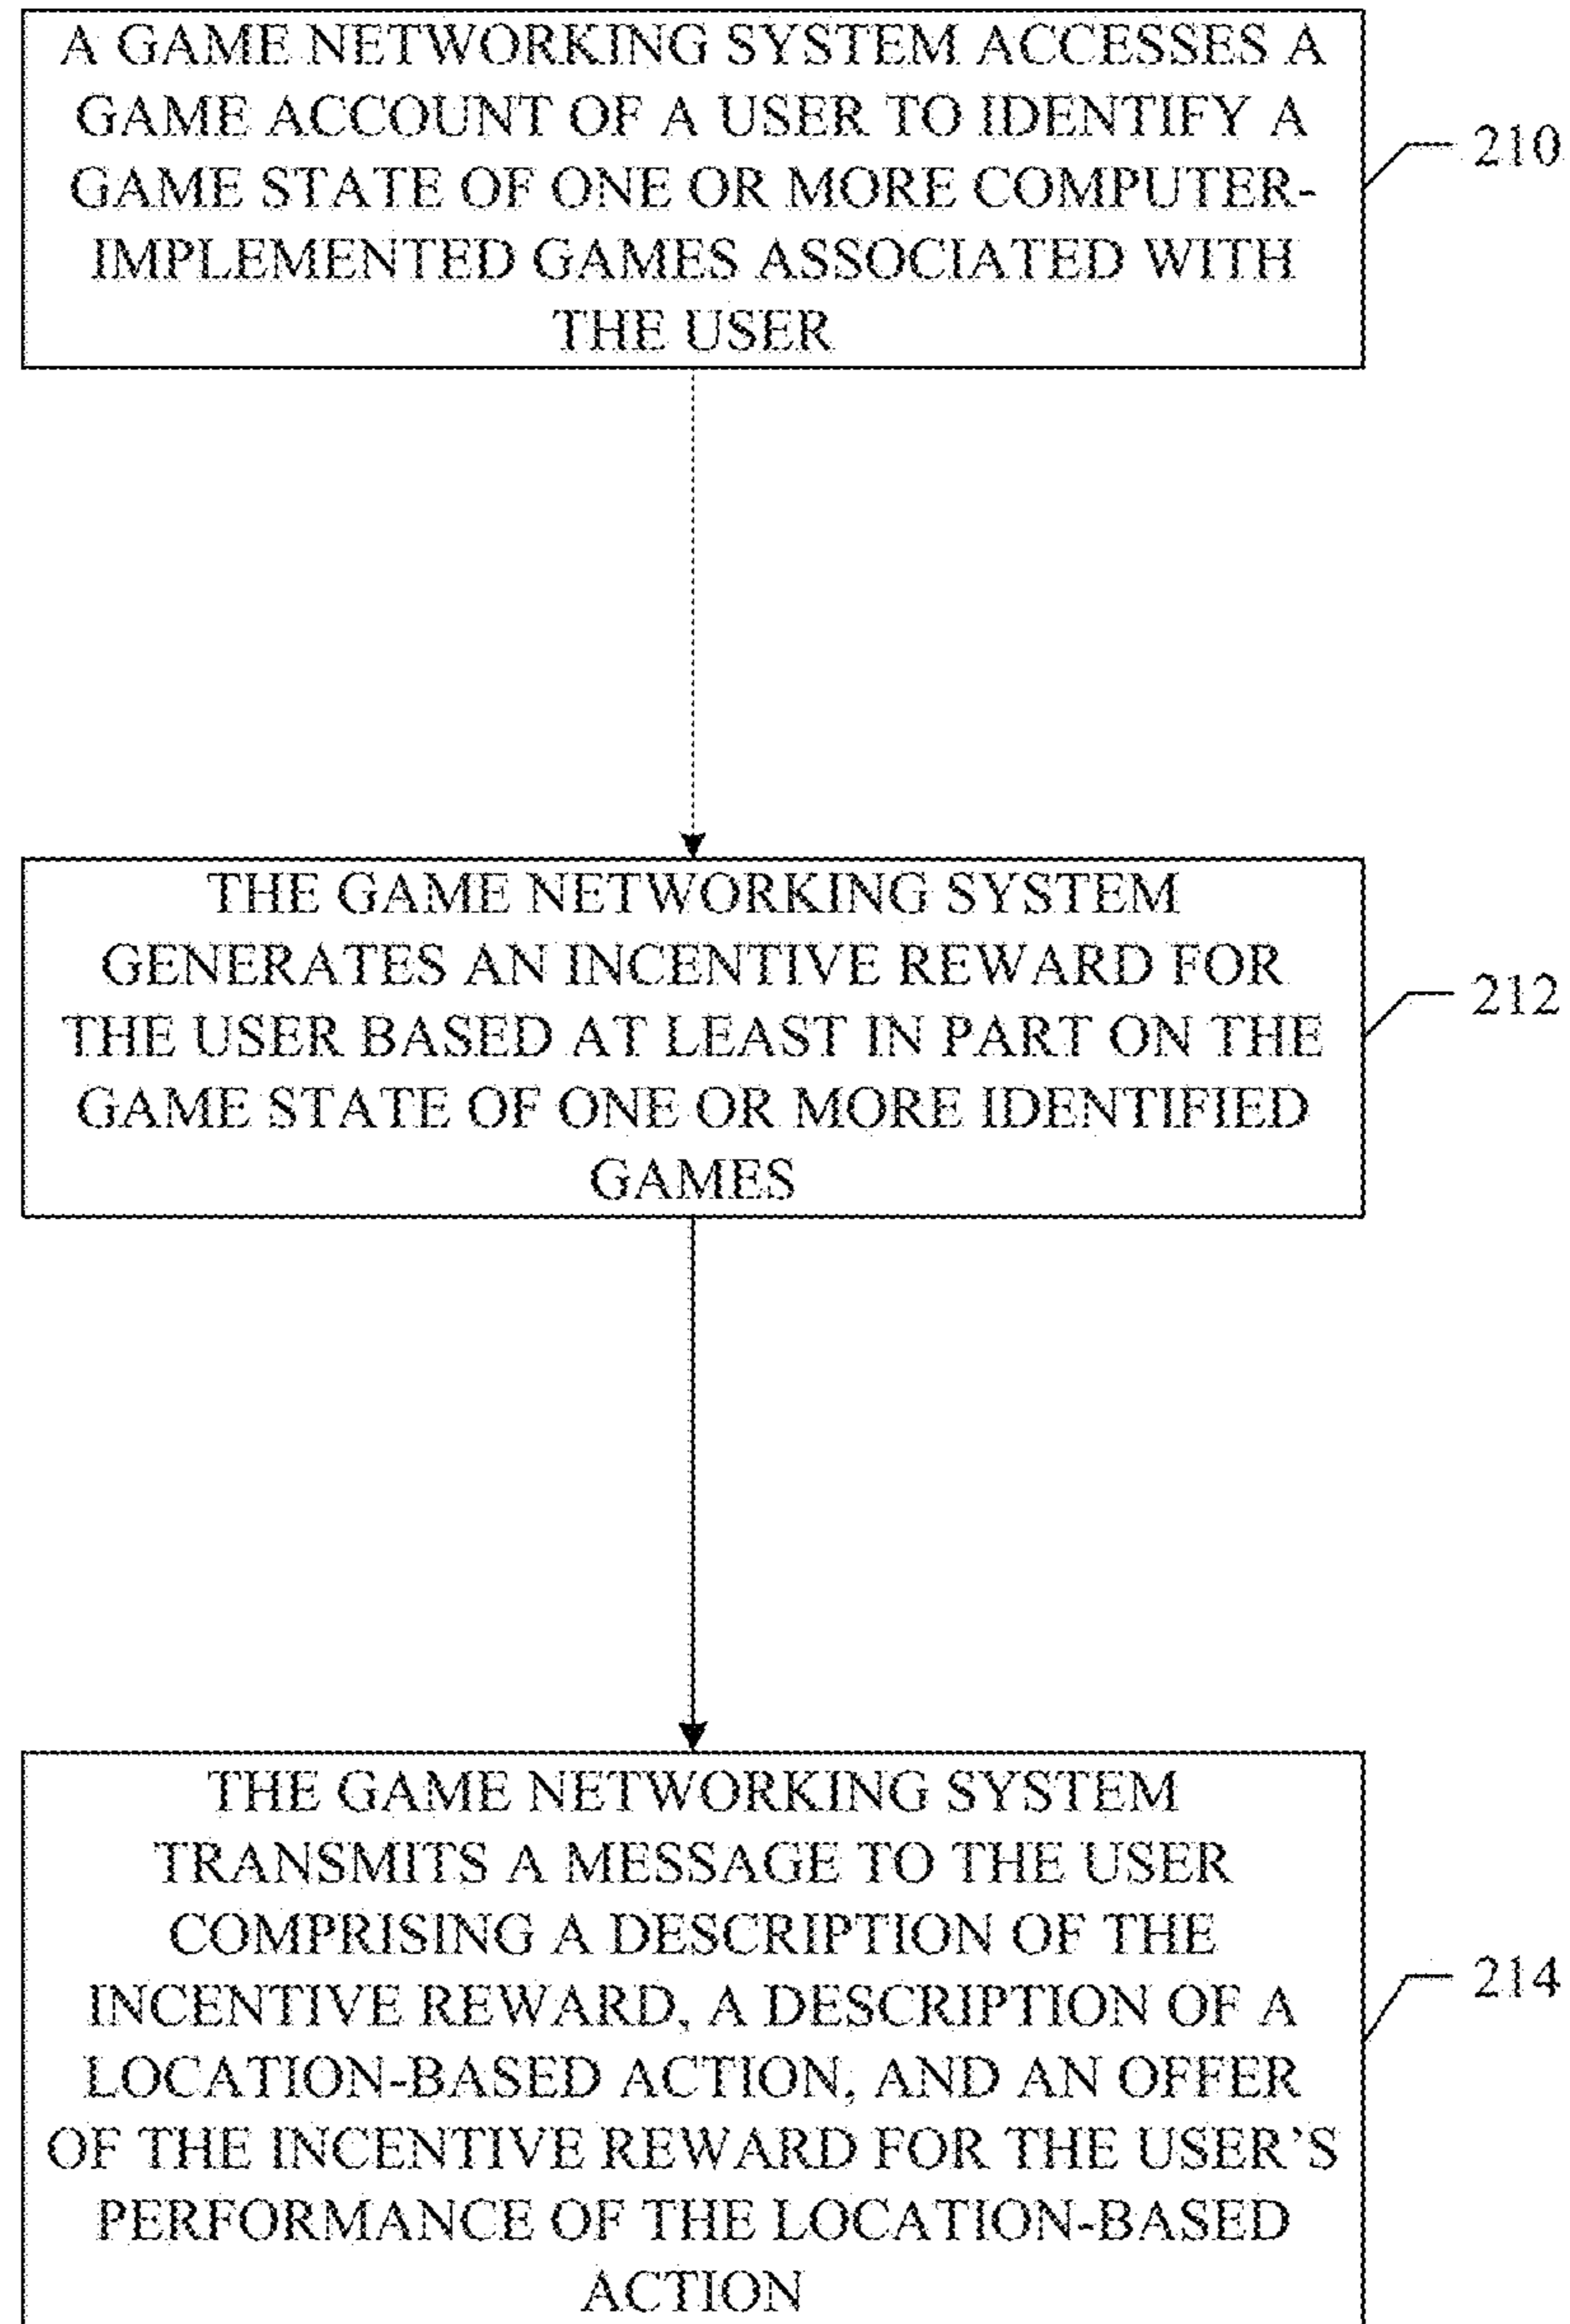 A GAME NETWORKING SYSTEM ACCESSES A
GAME ACCOUNT OF A USER TO IDENTIFY A
GAME STATE OF ONE OR MORE COMPUTER-
IMPLEMENTED GAMES ASSOCIATED WITH
THE USER
210
THE GAME NETWORKING SYSTEM
GENERATES AN INCENTIVE REWARD FOR
THE USER BASED AT LEAST IN PART ON THE
GAME STATE OF ONE OR MORE IDENTIFIED
GAMES
212
THE GAME NETWORKING SYSTEM
TRANSMITS A MESSAGE TO THE USER
COMPRISING A DESCRIPTION OF THE
INCENTIVE REWARD, A DESCRIPTION OF A
LOCATION-BASED ACTION, AND AN OFFER
OF THE INCENTIVE REWARD FOR THE USER’S
PERFORMANCE OF THE LOCATION-BASED
ACTION
214